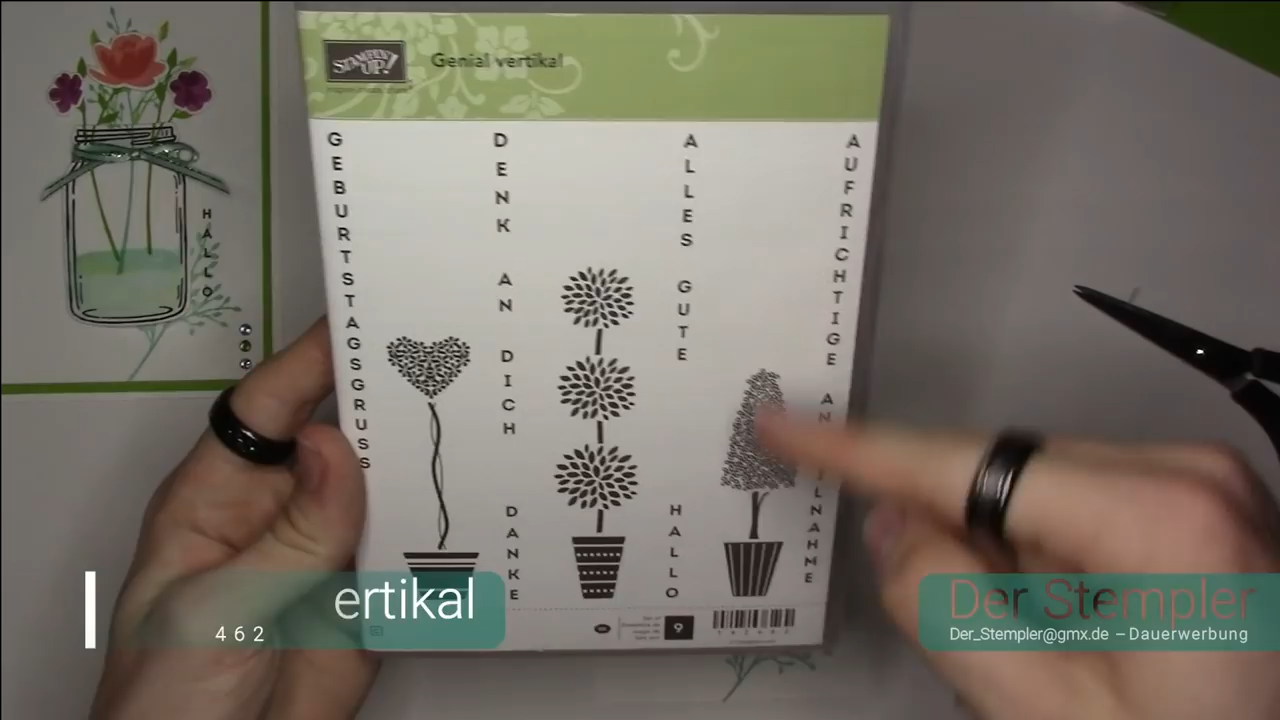 STAMPIN' UP!
Genial vertikal
GEBURTSTAGSGRUSS
DENK AN DICH
DANKE
ALLES GUTE
HALLO
AUFRICHTIGE
HALLO
9
ertikal
462
Der Stempler
Der_Stempler@gmx.de – Dauerwerbung